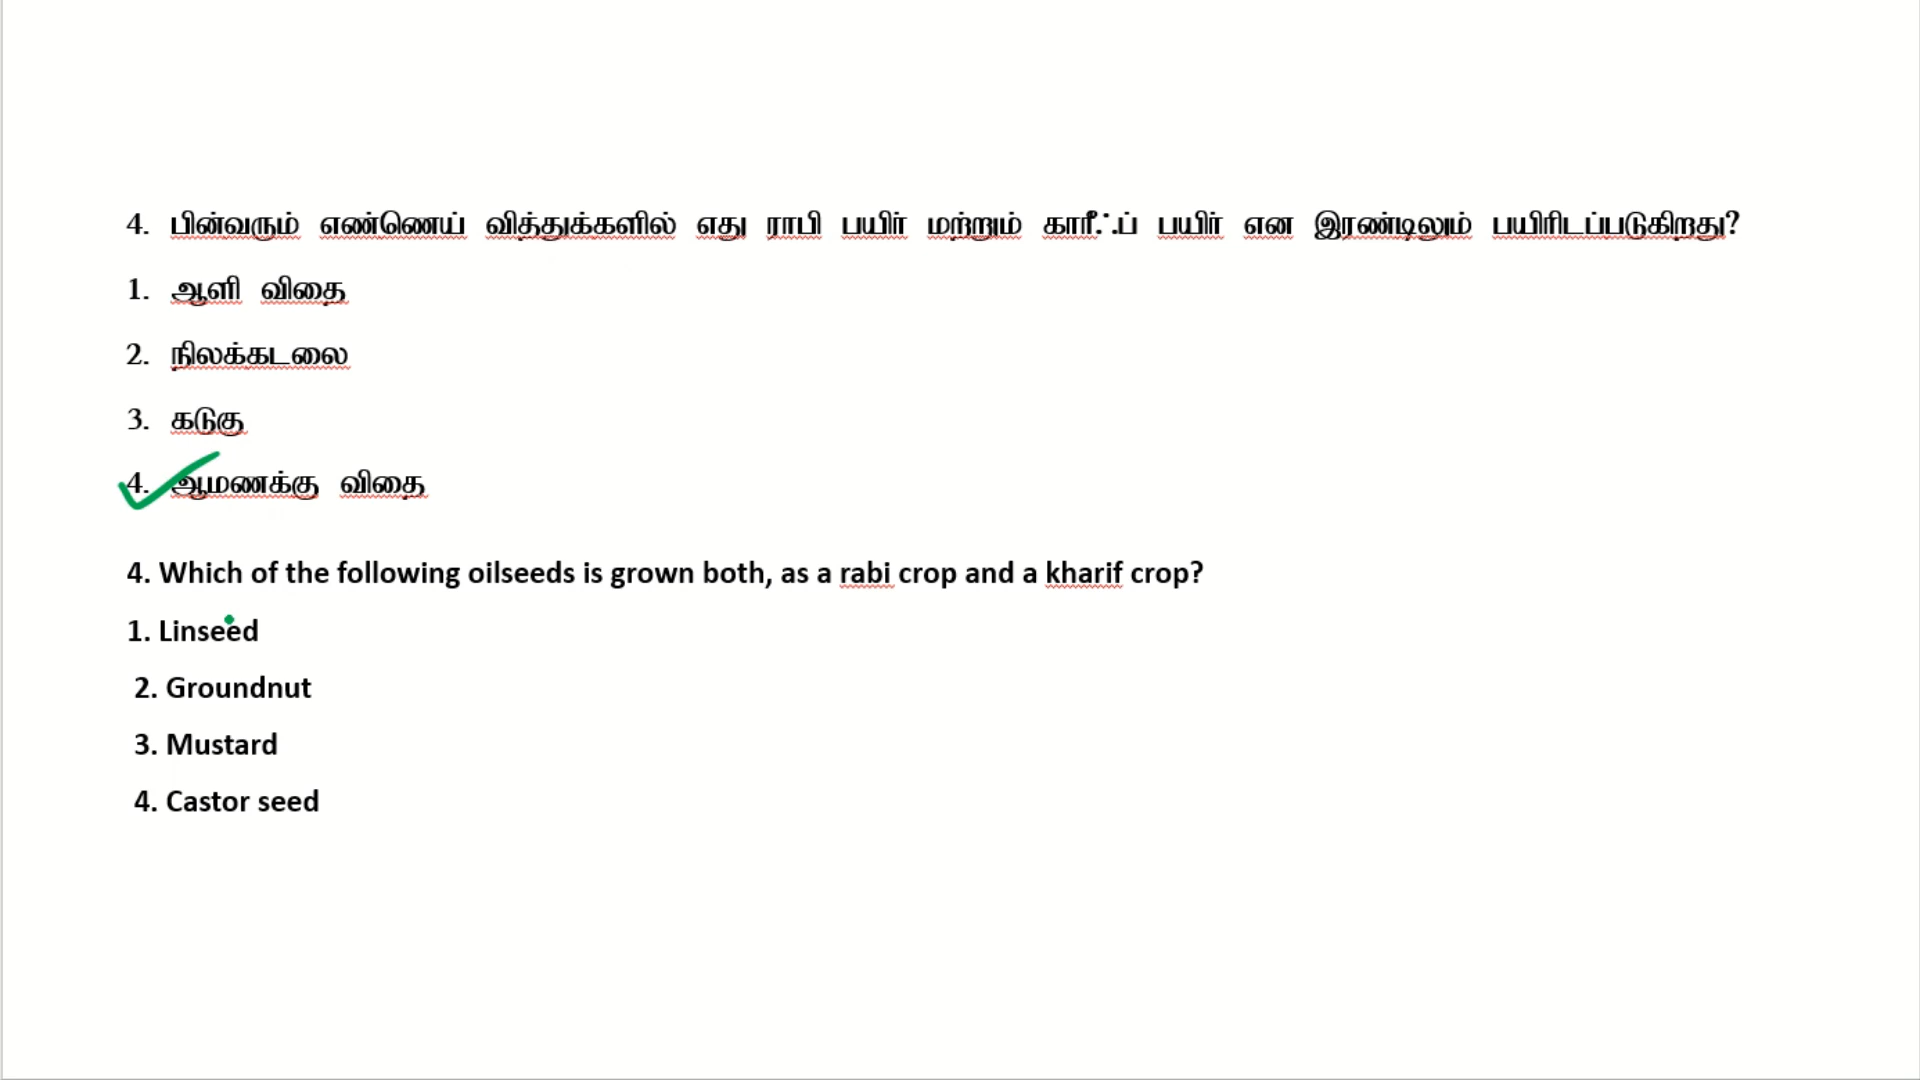 4. பின்வரும் எண்ணெய் வித்துக்களில் எது ராபி பயிர் மற்றும் காரீஃப் பயிர் என இரண்டிலும் பயிரிடப்படுகிறது?
1. ஆளி விதை
2. நிலக்கடலை
3. கடுகு
4. ஆமணக்கு விதை
4. Which of the following oilseeds is grown both, as a rabi crop and a kharif crop?
1. Linseed
2. Groundnut
3. Mustard
4. Castor seed